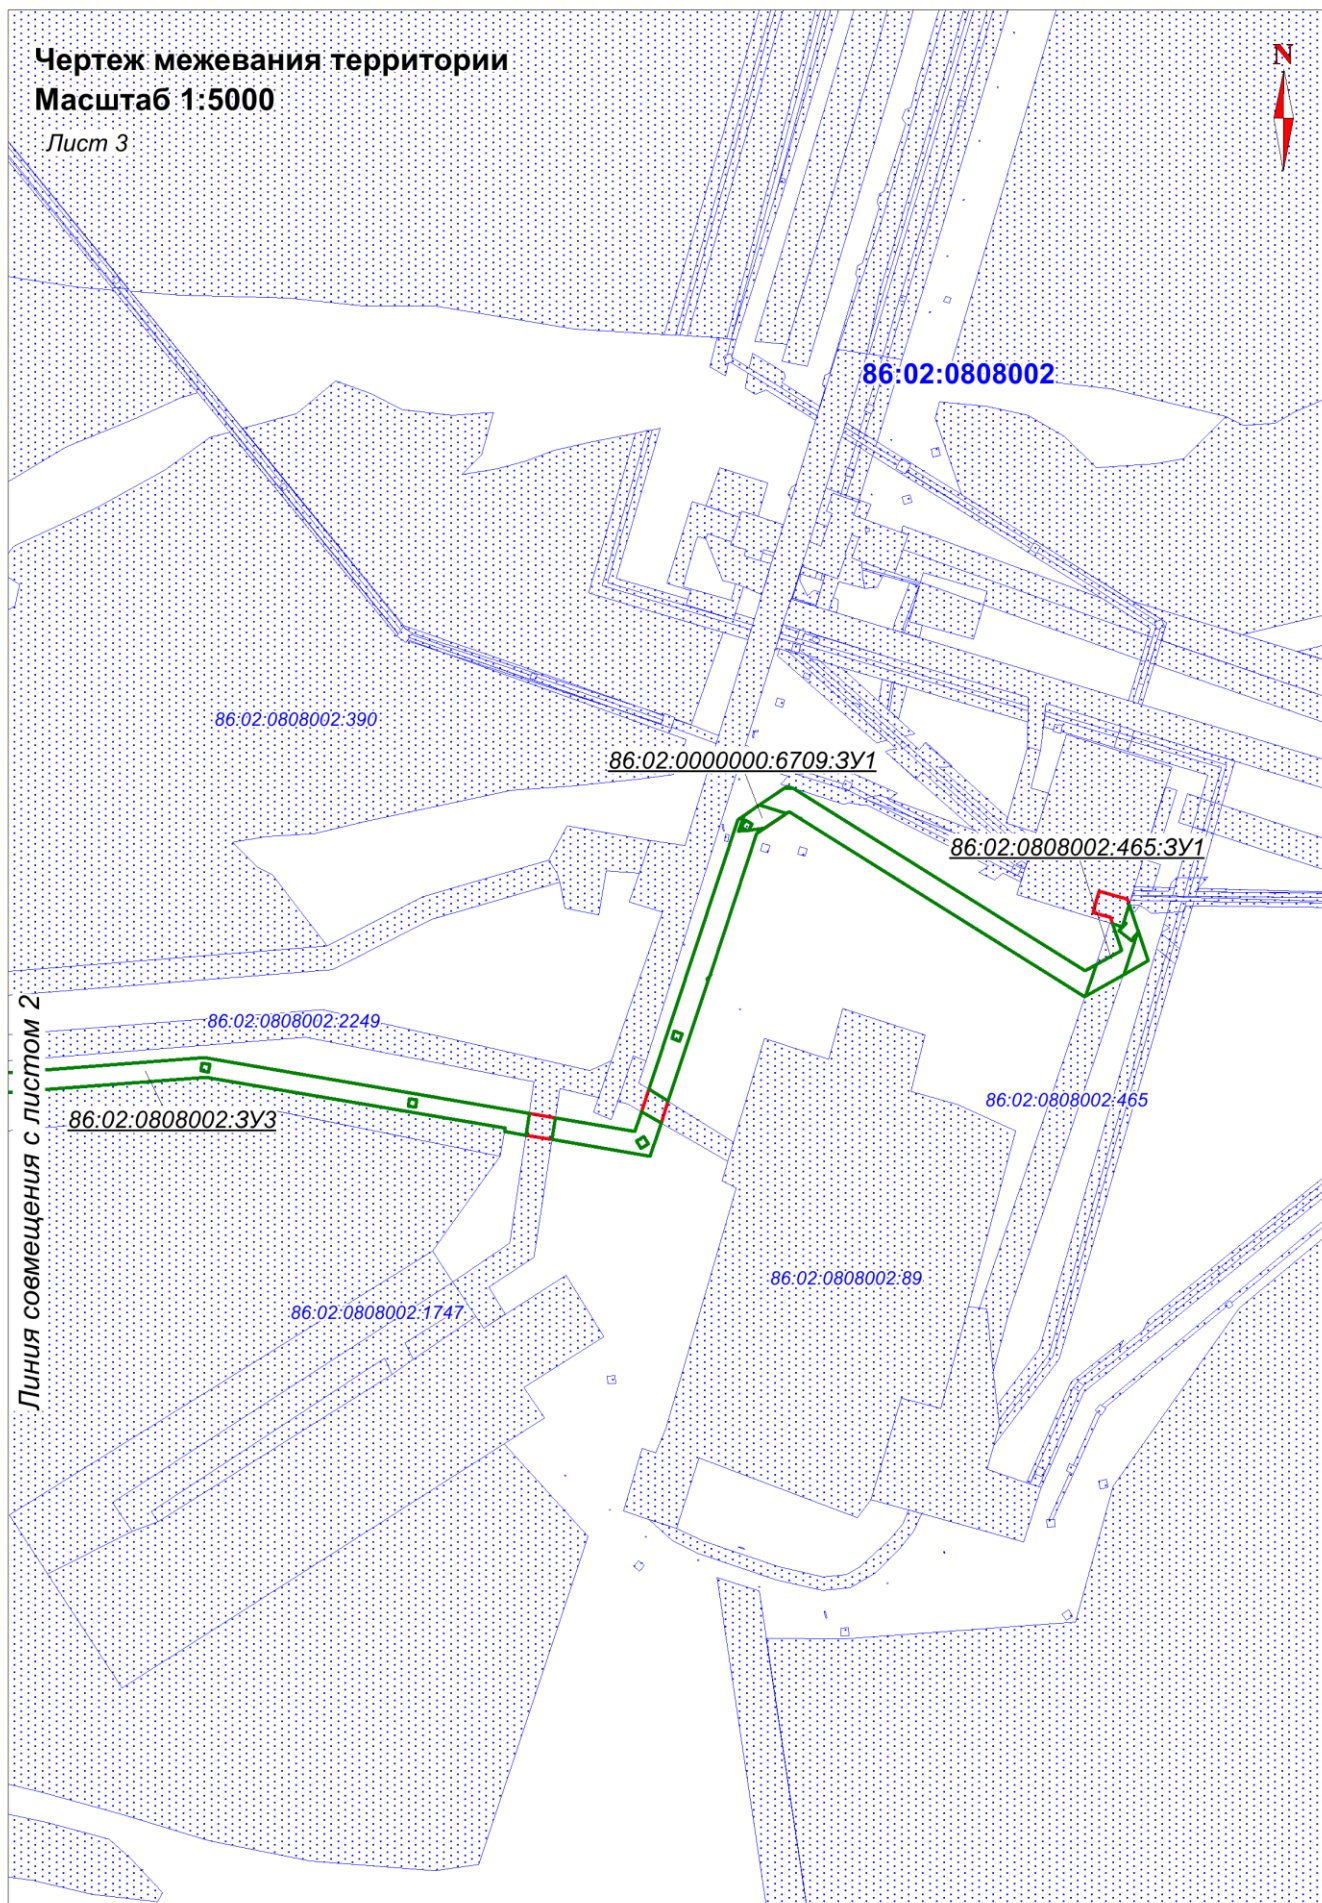 Чертеж межевания территории
Масштаб 1:5000
Лист 3
N
86:02:0808002
86:02:0808002:390
86:02:0000000:6709:ЗУ1
86:02:0808002:465:ЗУ1
86:02:0808002:2249
86:02:0808002:465
86:02:0808002:ЗУ3
Линия совмещения с листом 2
86:02:0808002:89
86:02:0808002:1747